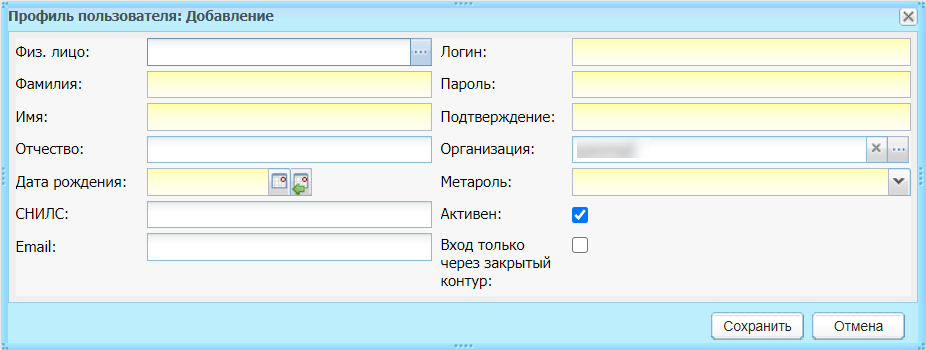 Профиль пользователя: Добавление
Физ. лицо:
Логин:
Фамилия:
Пароль:
Имя:
Подтверждение:
Отчество:
Организация:
Дата рождения:
Метароль:
СНИЛС:
Активен:
Email:
Вход только
через закрытый
контур:
Сохранить
Отмена